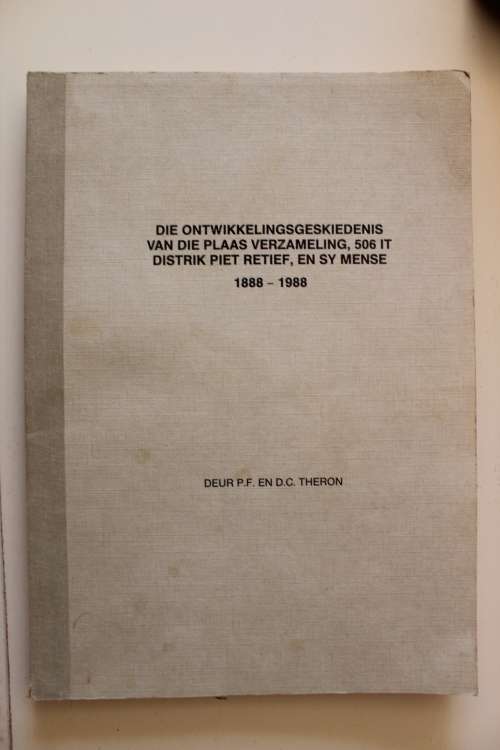 DIE ONTWIKKELINGSGESKIEDENIS
VAN DIE PLAAS VERZAMELING, 506 IT
DISTRIK PIET RETIEF, EN SY MENSE
1888 – 1988
DEUR P.F. EN D.C. THERON